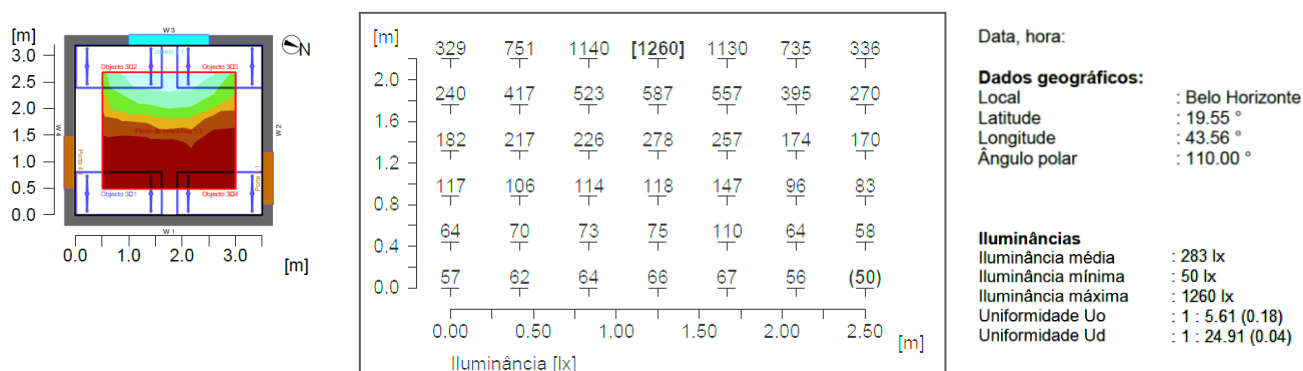 [m]
3.0
2.5
2.0
1.5
1.0
0.5
0.0
0.0 1.0 2.0 3.0
[m]
W 3
N
Objecto 3D2
Objecto 3D3
W 4
W 2
Objecto 3D1
Objecto 3D4
W 1
[m]
329 751 1140 [1260] 1130 735 336
2.0
240 417 523 587 557 395 270
1.6
182 217 226 278 257 174 170
1.2
117 106 114 118 147 96 83
0.8
64 70 73 75 110 64 58
0.4
57 62 64 66 67 56 (50)
0.0
0.00 0.50 1.00 1.50 2.00 2.50
[m]
Iluminância [lx]
Data, hora:
Dados geográficos:
Local : Belo Horizonte
Latitude : 19.55 °
Longitude : 43.56 °
Ângulo polar : 110.00 °
Iluminâncias
Iluminância média : 283 lx
Iluminância mínima : 50 lx
Iluminância máxima : 1260 lx
Uniformidade Uo : 1 : 5.61 (0.18)
Uniformidade Ud : 1 : 24.91 (0.04)